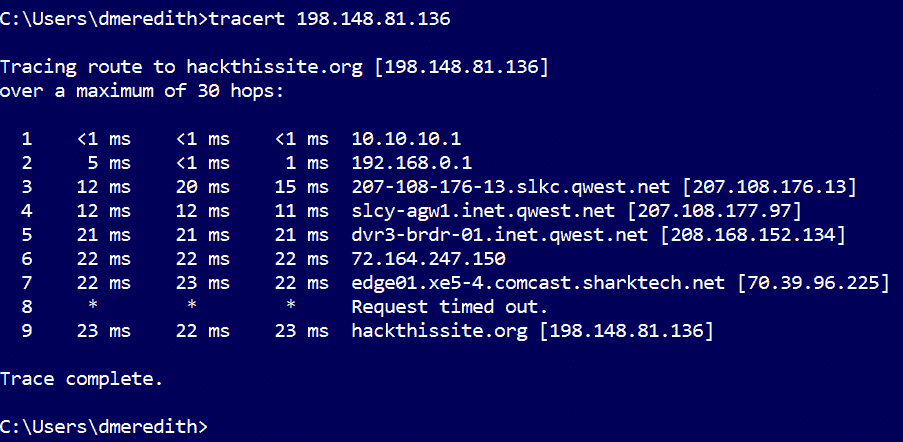 C:\Users\dmeredith>tracert 198.148.81.136
Tracing route to hackthissite.org [198.148.81.136]
over a maximum of 30 hops:
1 <1 ms <1 ms <1 ms 10.10.10.1
2 5 ms <1 ms 1 ms 192.168.0.1
3 12 ms 20 ms 15 ms 207-108-176-13.slkc.qwest.net [207.108.176.13]
4 12 ms 12 ms 11 ms slcy-agw1.inet.qwest.net [207.108.177.97]
5 21 ms 21 ms 21 ms dvr3-brdr-01.inet.qwest.net [208.168.152.134]
6 22 ms 22 ms 22 ms 72.164.247.150
7 22 ms 23 ms 22 ms edge01.xe5-4.comcast.sharktech.net [70.39.96.225]
8 * * * Request timed out.
9 23 ms 22 ms 23 ms hackthissite.org [198.148.81.136]
Trace complete.
C:\Users\dmeredith>